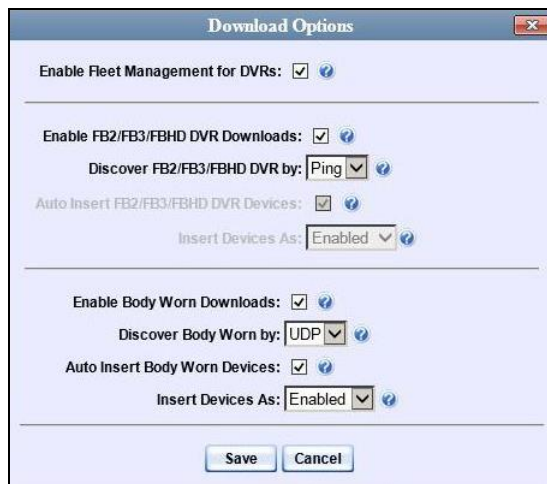 Download Options
Enable Fleet Management for DVRs:
Enable FB2/FB3/FBHD DVR Downloads:
Discover FB2/FB3/FBHD DVR by: Ping
Auto Insert FB2/FB3/FBHD DVR Devices:
Insert Devices As: Enabled
Enable Body Worn Downloads:
Discover Body Worn by: UDP
Auto Insert Body Worn Devices:
Insert Devices As: Enabled
Save Cancel